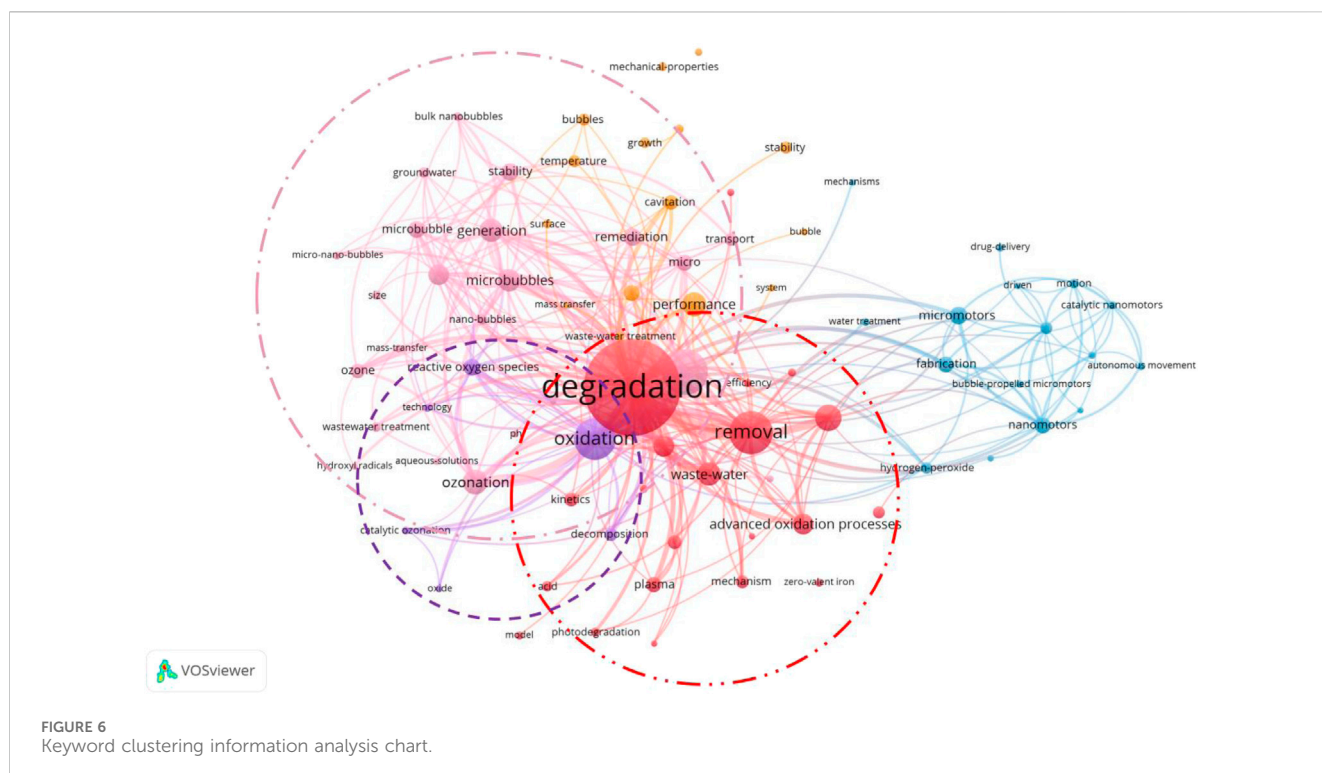 mechanical-properties
bulk nanobubbles
bubbles
growth
stability
groundwater
stability
temperature
mechanisms
cavitation
microbubble
generation
surface
remediation
transport
bubble
drug-delivery
micro-nano-bubbles
micro
microbubbles
system
driven
motion
size
mass transfer
performance
catalytic nanomotors
nano-bubbles
water treatment
micromotors
waste-water treatment
mass-transfer
ozone
reactive oxygen species
fabrication
autonomous movement
degradation
efficiency
bubble-propelled micromotors
technology
wastewater treatment
ph
oxidation
removal
nanomotors
hydroxyl radicals
aqueous-solutions
hydrogen-peroxide
ozonation
waste-water
kinetics
catalytic ozonation
decomposition
advanced oxidation processes
oxide
acid
plasma
mechanism
zero-valent iron
model
photodegradation
VOSviewer
FIGURE 6
Keyword clustering information analysis chart.